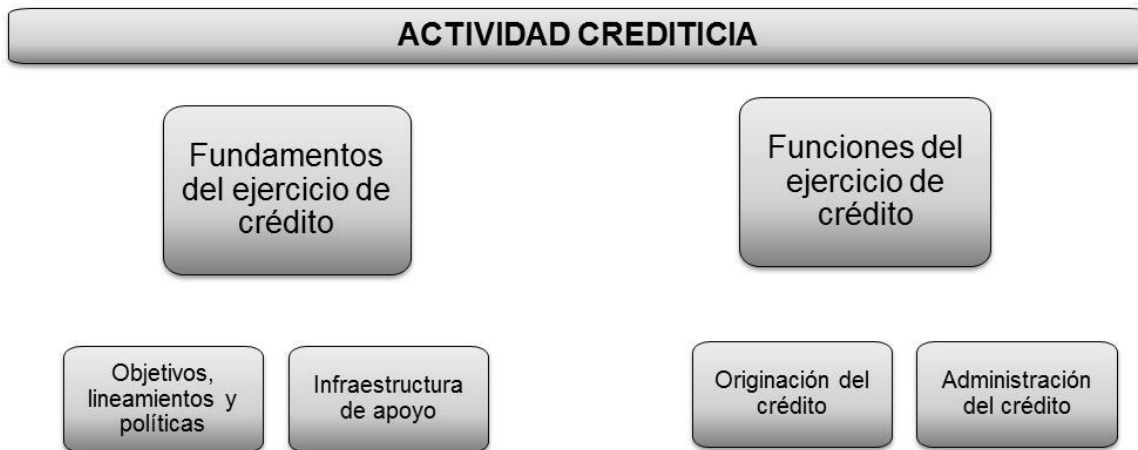 ACTIVIDAD CREDITICIA
Fundamentos
del ejercicio de
crédito
Funciones del
ejercicio de
crédito
Objetivos,
lineamientos y
políticas
Infraestructura
de apoyo
Originación del
crédito
Administración
del crédito